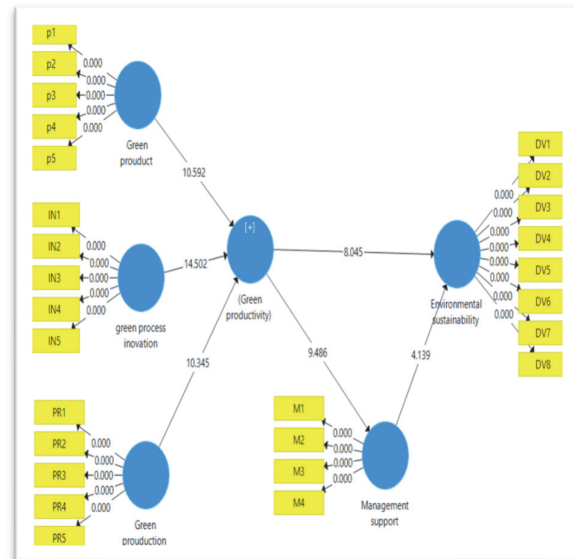 p1
p2
p3
p4
p5
0.000
0.000
0.000
0.000
0.000
Green
prouduct
10.592
IN1
IN2
IN3
IN4
IN5
0.000
0.000
0.000
0.000
0.000
green process
inovation
14.502
[+]
(Green
productivity)
8.045
10.345
9.486
4.139
PR1
PR2
PR3
PR4
PR5
0.000
0.000
0.000
0.000
0.000
Green
prouduction
M1
M2
M3
M4
0.000
0.000
0.000
0.000
Management
support
Environmental
sustainability
0.000
0.000
0.000
0.000
0.000
0.000
0.000
0.000
DV1
DV2
DV3
DV4
DV5
DV6
DV7
DV8